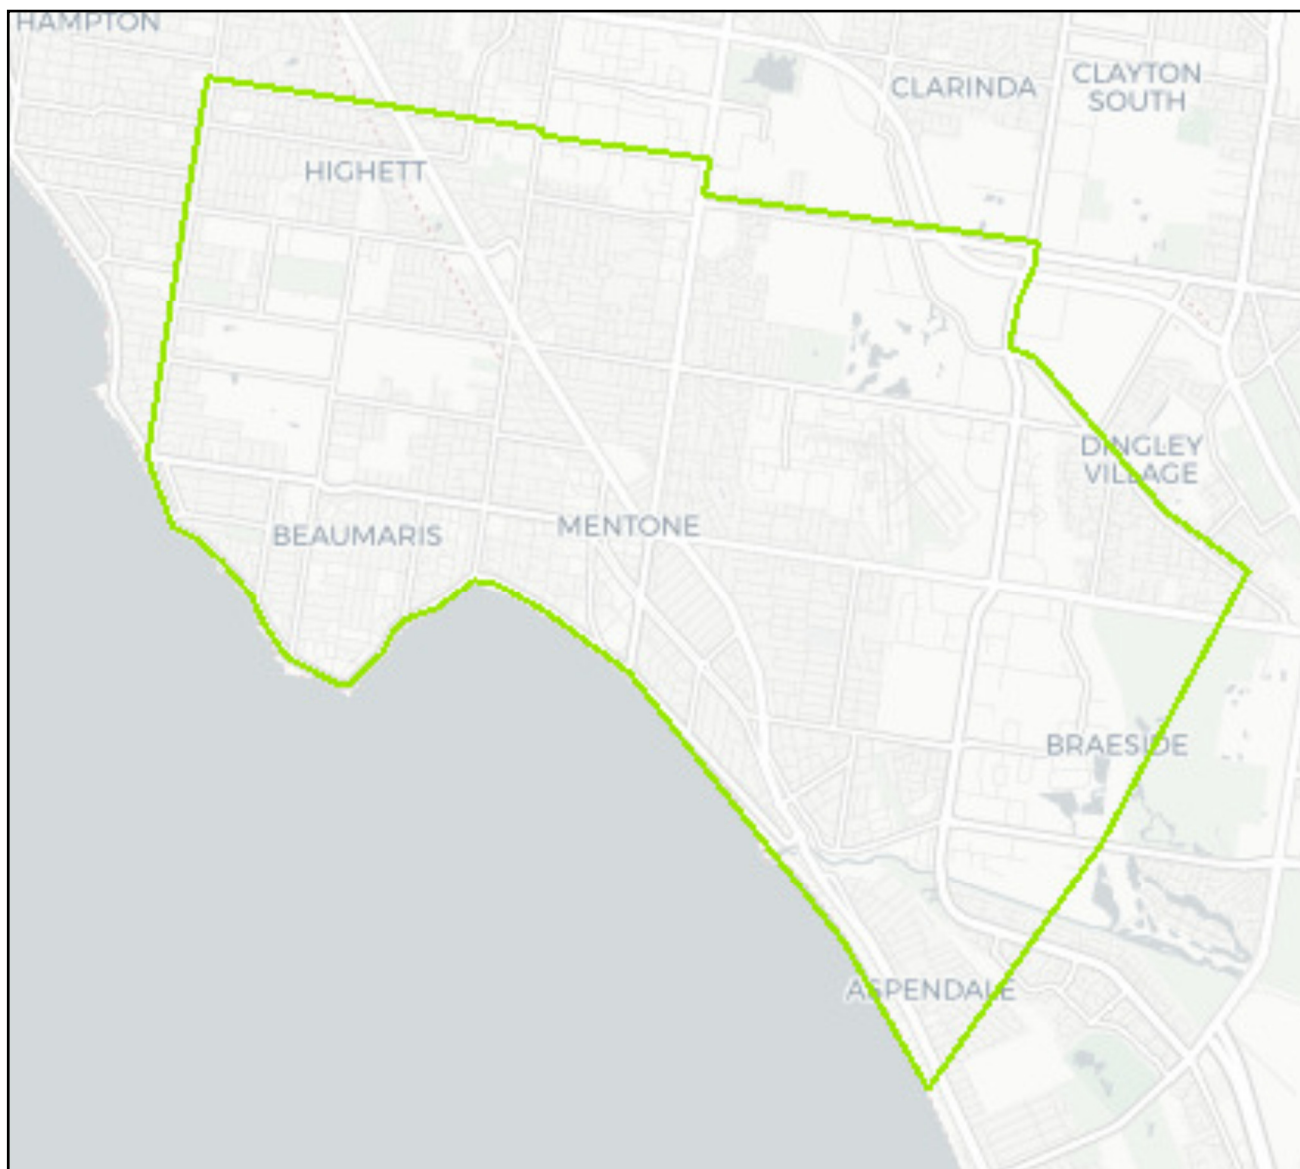 HAMPTON
CLARINDA
CLAYTON
SOUTH
HIGHETT
DINGLEY
VILLAGE
BEAUMARIS
MENTONE
BRAESIDE
ASPENDALE